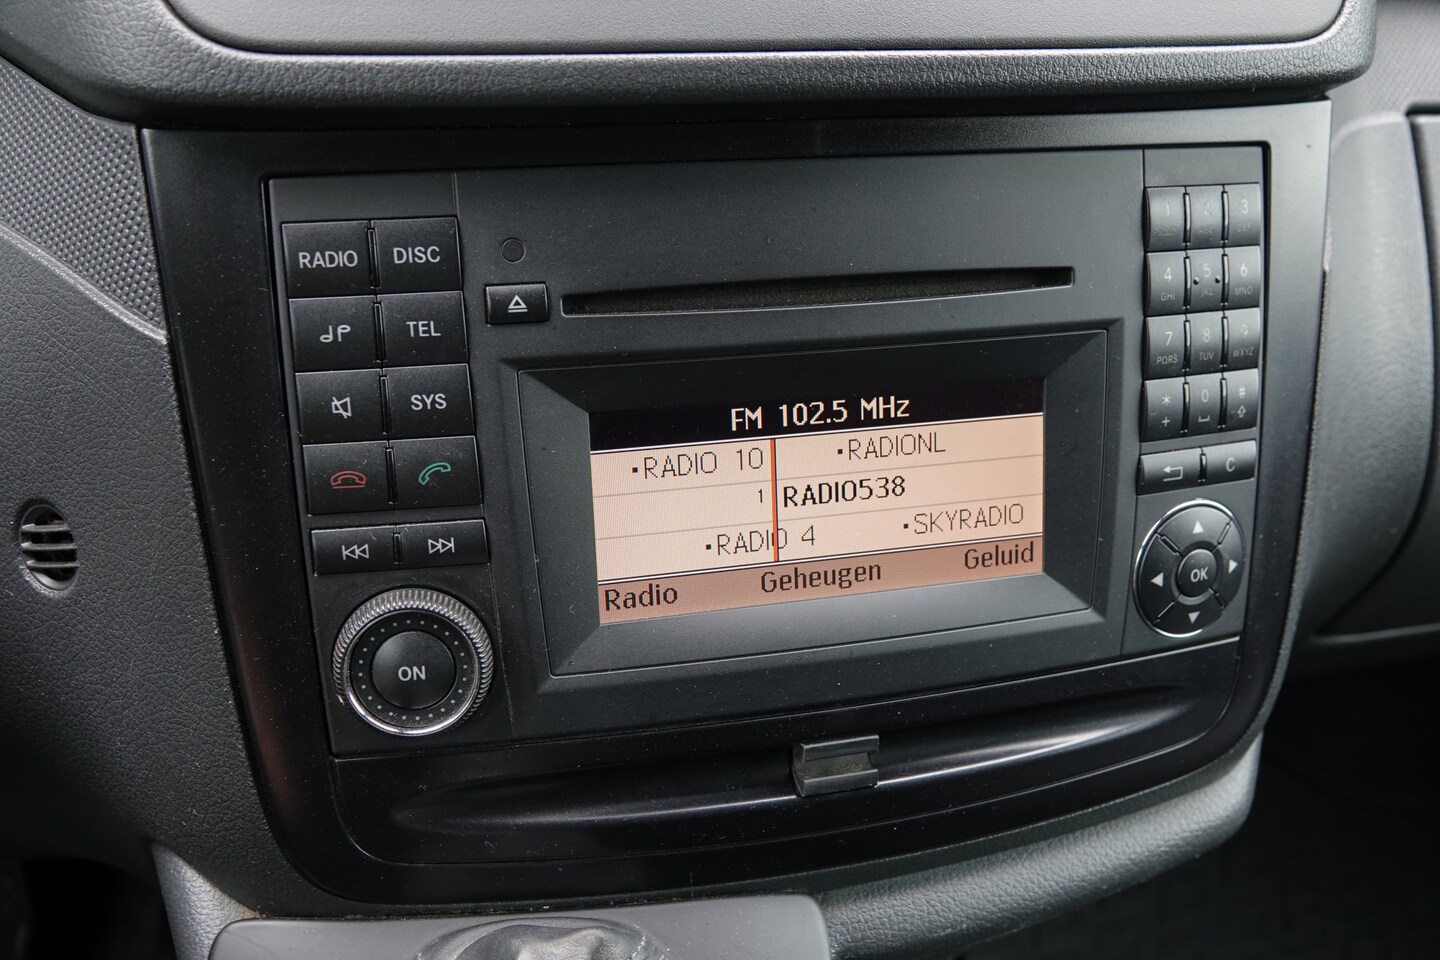 RADIO DISC
TEL
SYS
ON
FM 102.5 MHz
RADIO 10 RADIONL
1 RADIO538
RADIO 4 SKYRADIO
Radio Geheugen Geluid
1 2 3
4 5 6
GHI JKL MNO
7 8 9
PQRS TUV WXYZ
* 0 #
+
C
OK